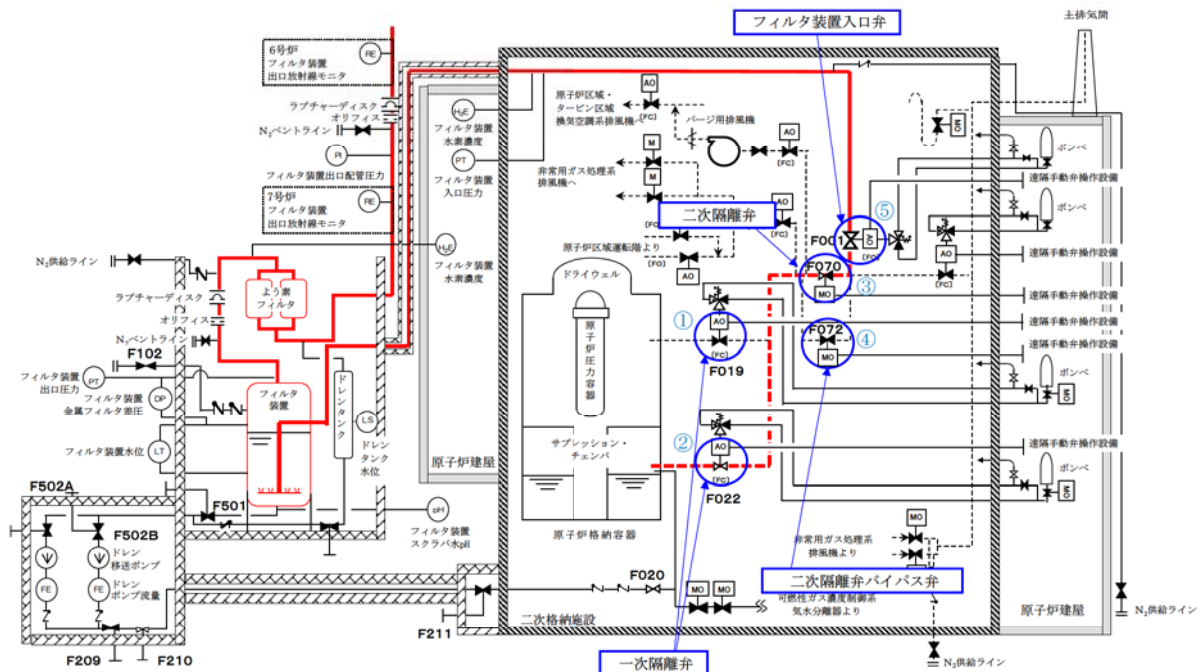 フィルタ装置入口弁
主排気筒
6号炉
フィルタ装置
出口放射線モニタ
RE
ラプチャーディスク
オリフィス
N₂ベントライン
PI
フィルタ装置出口配管圧力
7号炉
フィルタ装置
出口放射線モニタ
RE
H₂E
フィルタ装置
水素濃度
PT
フィルタ装置
入口圧力
H₂E
フィルタ装置
水素濃度
原子炉区域・
タービン区域
換気空調系排風機へ
AO
(FC)
パージ用排風機
AO
(FC)
MO
非常用ガス処理系
排風機へ
M
M
AO
(FC)
二次隔離弁
原子炉区域運転階より
(FO)
(FO)
AO
⑤
F001
AO
(FO)
F070
MO
③
①
AO
(FC)
F019
F072
MO
④
②
AO
(FC)
F022
AO
(FC)
ボンベ
遠隔手動弁操作設備
ボンベ
遠隔手動弁操作設備
遠隔手動弁操作設備
遠隔手動弁操作設備
遠隔手動弁操作設備
ボンベ
MO
遠隔手動弁操作設備
ボンベ
MO
ドライウェル
原子炉圧力容器
サプレッション・
チェンバ
原子炉格納容器
N₂供給ライン
ラプチャーディスク
オリフィス
N₂ベントライン
よう素
フィルタ
F102
フィルタ装置
出口圧力
PT
DP
フィルタ装置
金属フィルタ差圧
フィルタ
装置
ドレンタンク
LS
ドレン
タンク
水位
フィルタ装置水位
LT
原子炉建屋
F502A
F501
F502B
pH
フィルタ装置
スクラバ水pH
ドレン
移送ポンプ
FE
FE
ドレン
ポンプ流量
F209
F210
F211
F020
MO
MO
二次格納施設
MO
非常用ガス処理系
排風機より
二次隔離弁バイパス弁
可燃性ガス濃度制御系
気水分離器より
原子炉建屋
N₂供給ライン
N₂供給ライン
一次隔離弁